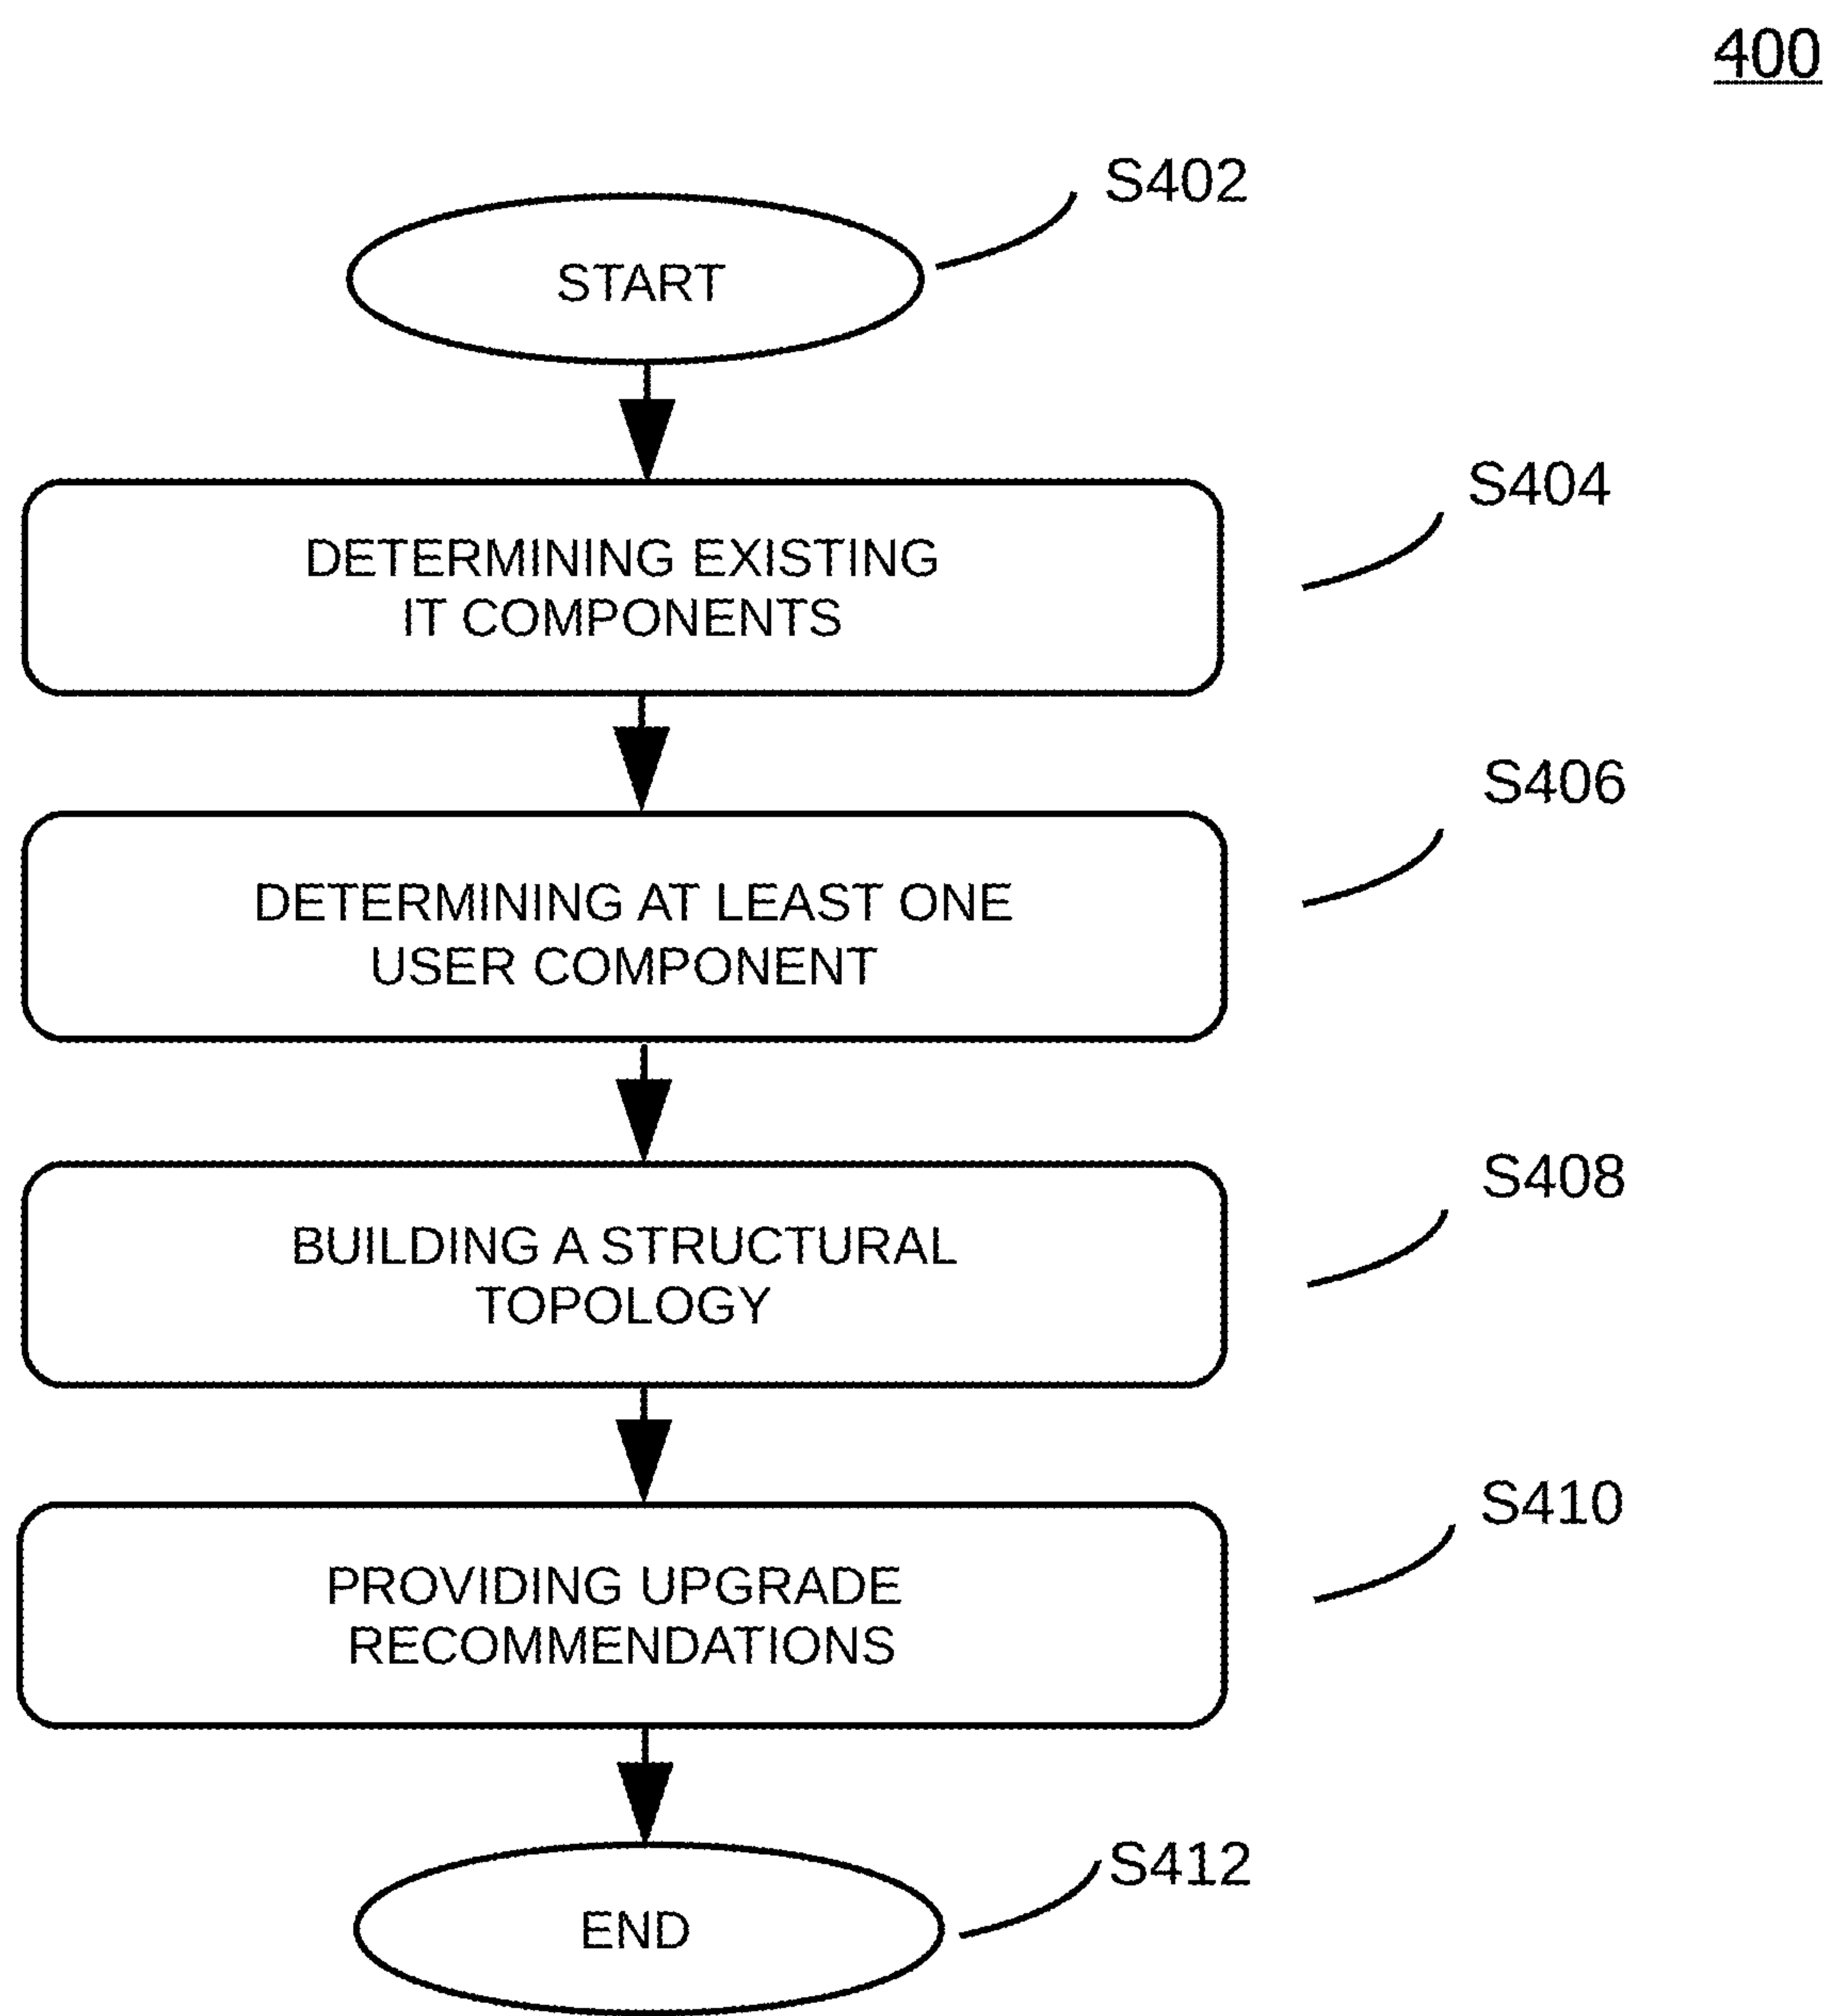 400
S402
START
S404
DETERMINING EXISTING
IT COMPONENTS
S406
DETERMINING AT LEAST ONE
USER COMPONENT
S408
BUILDING A STRUCTURAL
TOPOLOGY
S410
PROVIDING UPGRADE
RECOMMENDATIONS
S412
END